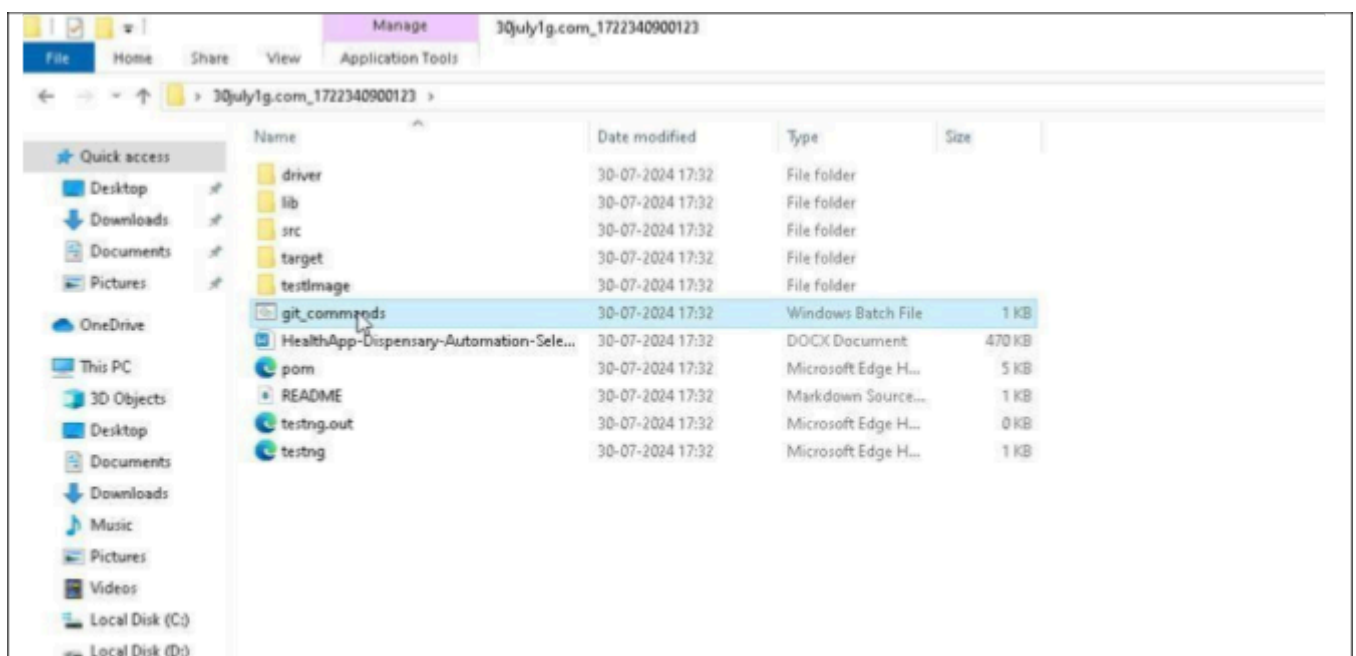 Manage 30july1g.com_1722340900123
File Home Share View Application Tools
30july1g.com_1722340900123
Name Date modified Type Size
Quick access
driver 30-07-2024 17:32 File folder
Desktop
lib 30-07-2024 17:32 File folder
Downloads
src 30-07-2024 17:32 File folder
Documents
target 30-07-2024 17:32 File folder
Pictures
testImage 30-07-2024 17:32 File folder
git_commands 30-07-2024 17:32 Windows Batch File 1 KB
OneDrive
HealthApp-Dispensary-Automation-Sele... 30-07-2024 17:32 DOCX Document 470 KB
This PC
pom 30-07-2024 17:32 Microsoft Edge H... 5 KB
3D Objects
README 30-07-2024 17:32 Markdown Source... 1 KB
Desktop
testng.out 30-07-2024 17:32 Microsoft Edge H... 0 KB
Documents
testng 30-07-2024 17:32 Microsoft Edge H... 1 KB
Downloads
Music
Pictures
Videos
Local Disk (C:)
Local Disk (D:)